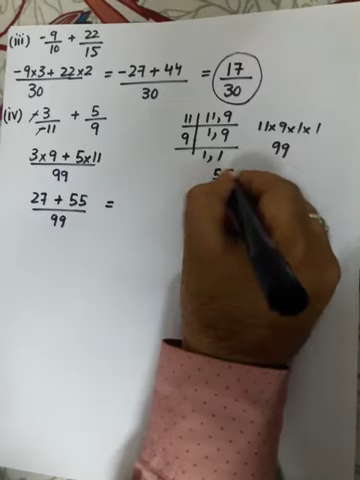 (iii) -9/10 + 22/15
-9×3 + 22×2/30 = -27 + 44/30 = 17/30
(iv) -3/-11 + 5/9
11 | 11, 9
9 | 1, 9
1, 1
11×9×1×1
99
3×9 + 5×11/99
27 + 55/99 =